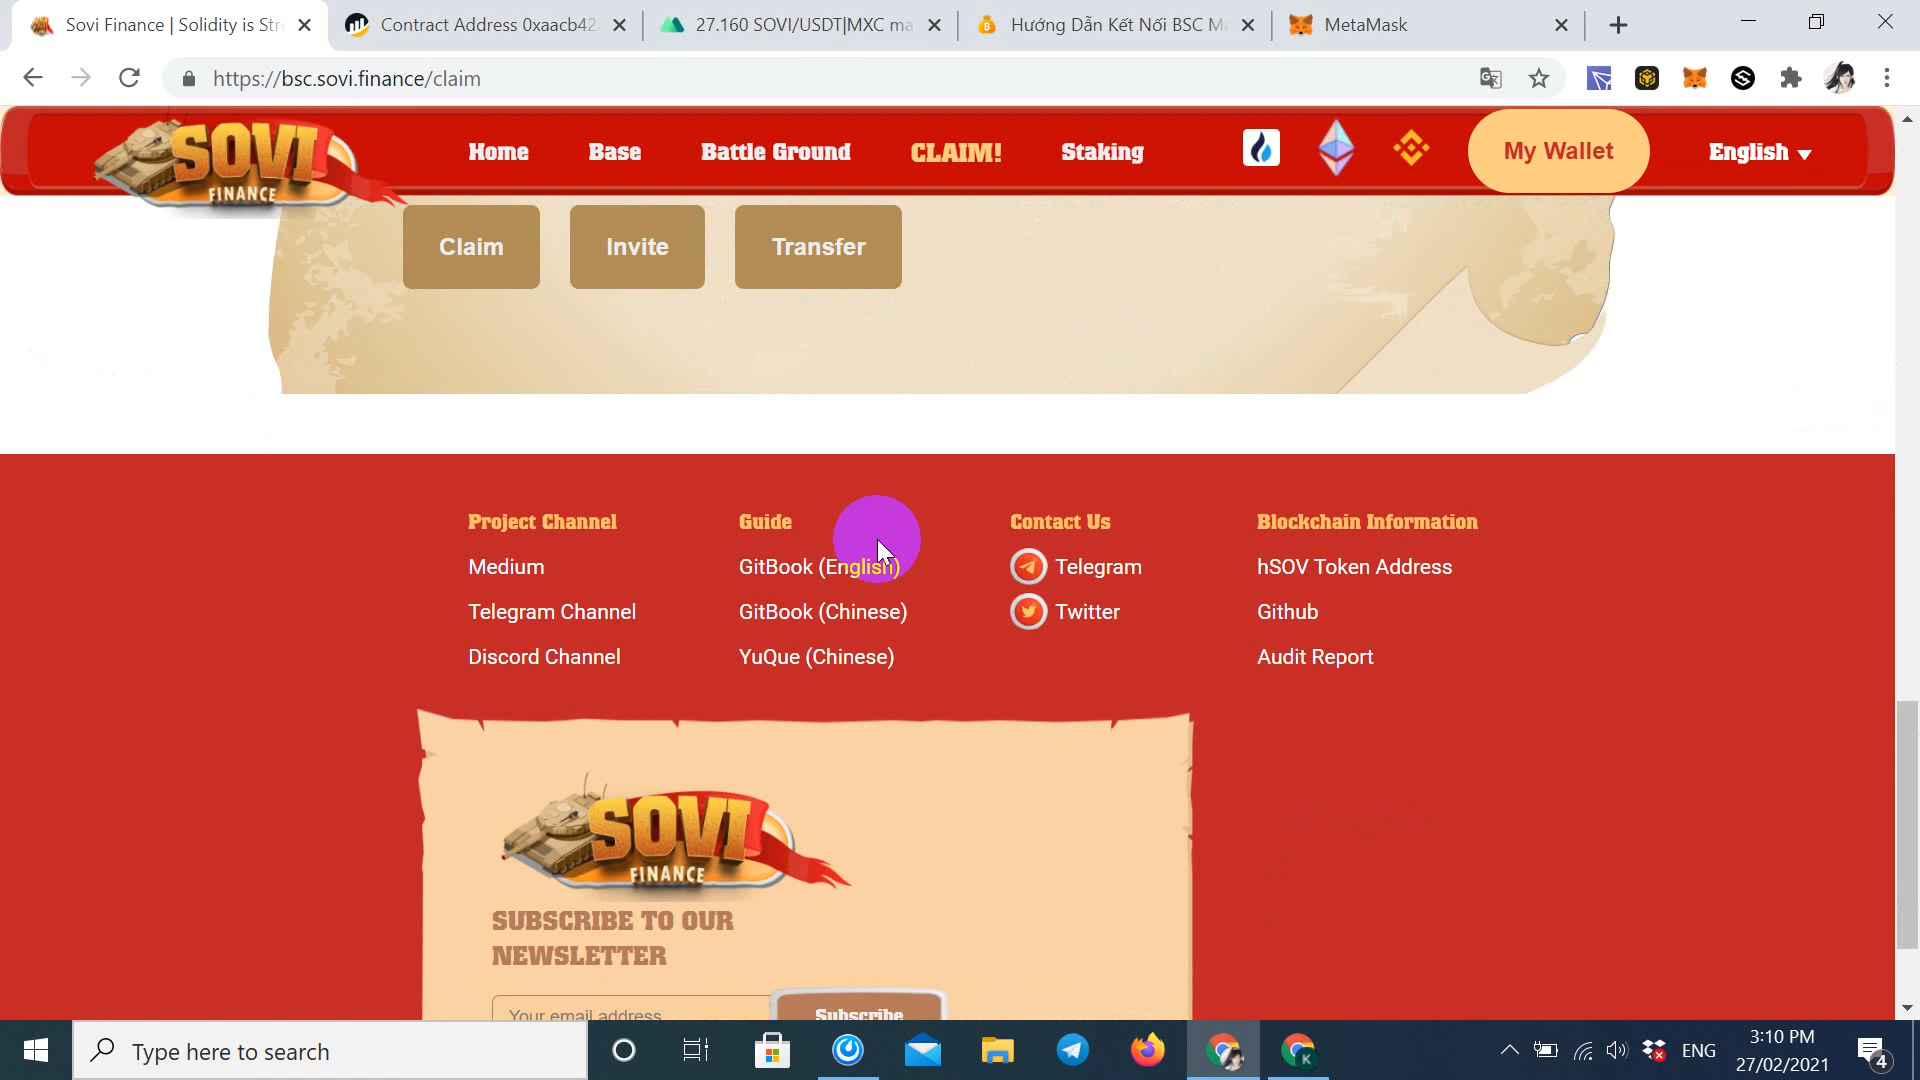 Sovi Finance | Solidity is Str
Contract Address 0xaacb42
27.160 SOVI/USDT|MXC ma
Hướng Dẫn Kết Nối BSC M
MetaMask
https://bsc.sovi.finance/claim
SOVI
FINANCE
Home
Base
Battle Ground
CLAIM!
Staking
My Wallet
English
Claim
Invite
Transfer
Project Channel
Guide
Contact Us
Blockchain Information
Medium
GitBook (English)
Telegram
hSOV Token Address
Telegram Channel
GitBook (Chinese)
Twitter
Github
Discord Channel
YuQue (Chinese)
Audit Report
SOVI
FINANCE
SUBSCRIBE TO OUR
NEWSLETTER
Your email address
Subscribe
Type here to search
K
ENG
3:10 PM
27/02/2021
4